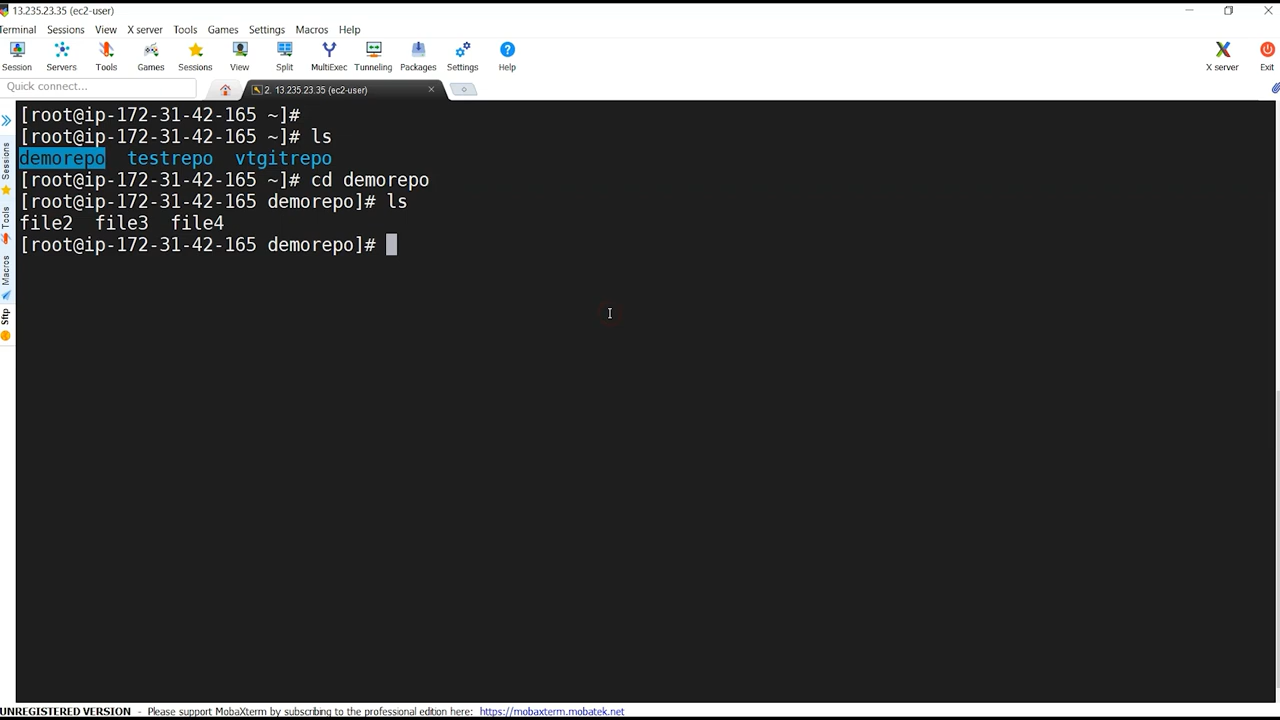 13.235.23.35 (ec2-user)
Terminal Sessions View X server Tools Games Settings Macros Help
Session Servers Tools Games Sessions View Split MultiExec Tunneling Packages Settings Help X server Exit
Quick connect... 2. 13.235.23.35 (ec2-user)
[root@ip-172-31-42-165 ~]#
[root@ip-172-31-42-165 ~]# ls
demorepo testrepo vtgitrepo
[root@ip-172-31-42-165 ~]# cd demorepo
[root@ip-172-31-42-165 demorepo]# ls
file2 file3 file4
[root@ip-172-31-42-165 demorepo]#
Sessions
Tools
Macros
Sftp
UNREGISTERED VERSION - Please support MobaXterm by subscribing to the professional edition here: https://mobaxterm.mobatek.net